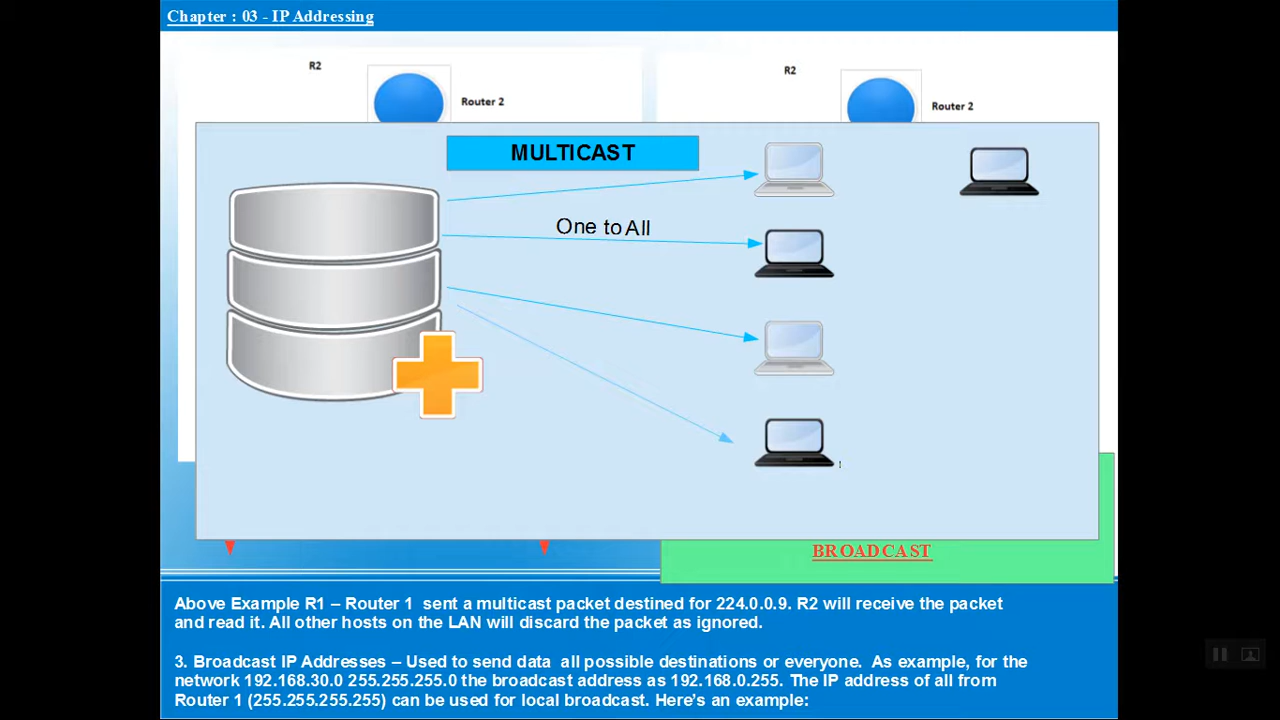 Chapter : 03 - IP Addressing
R2
Router 2
R2
Router 2
MULTICAST
One to All
BROADCAST
Above Example R1 – Router 1 sent a multicast packet destined for 224.0.0.9. R2 will receive the packet
and read it. All other hosts on the LAN will discard the packet as ignored.
3. Broadcast IP Addresses – Used to send data all possible destinations or everyone. As example, for the
network 192.168.30.0 255.255.255.0 the broadcast address as 192.168.0.255. The IP address of all from
Router 1 (255.255.255.255) can be used for local broadcast. Here's an example: